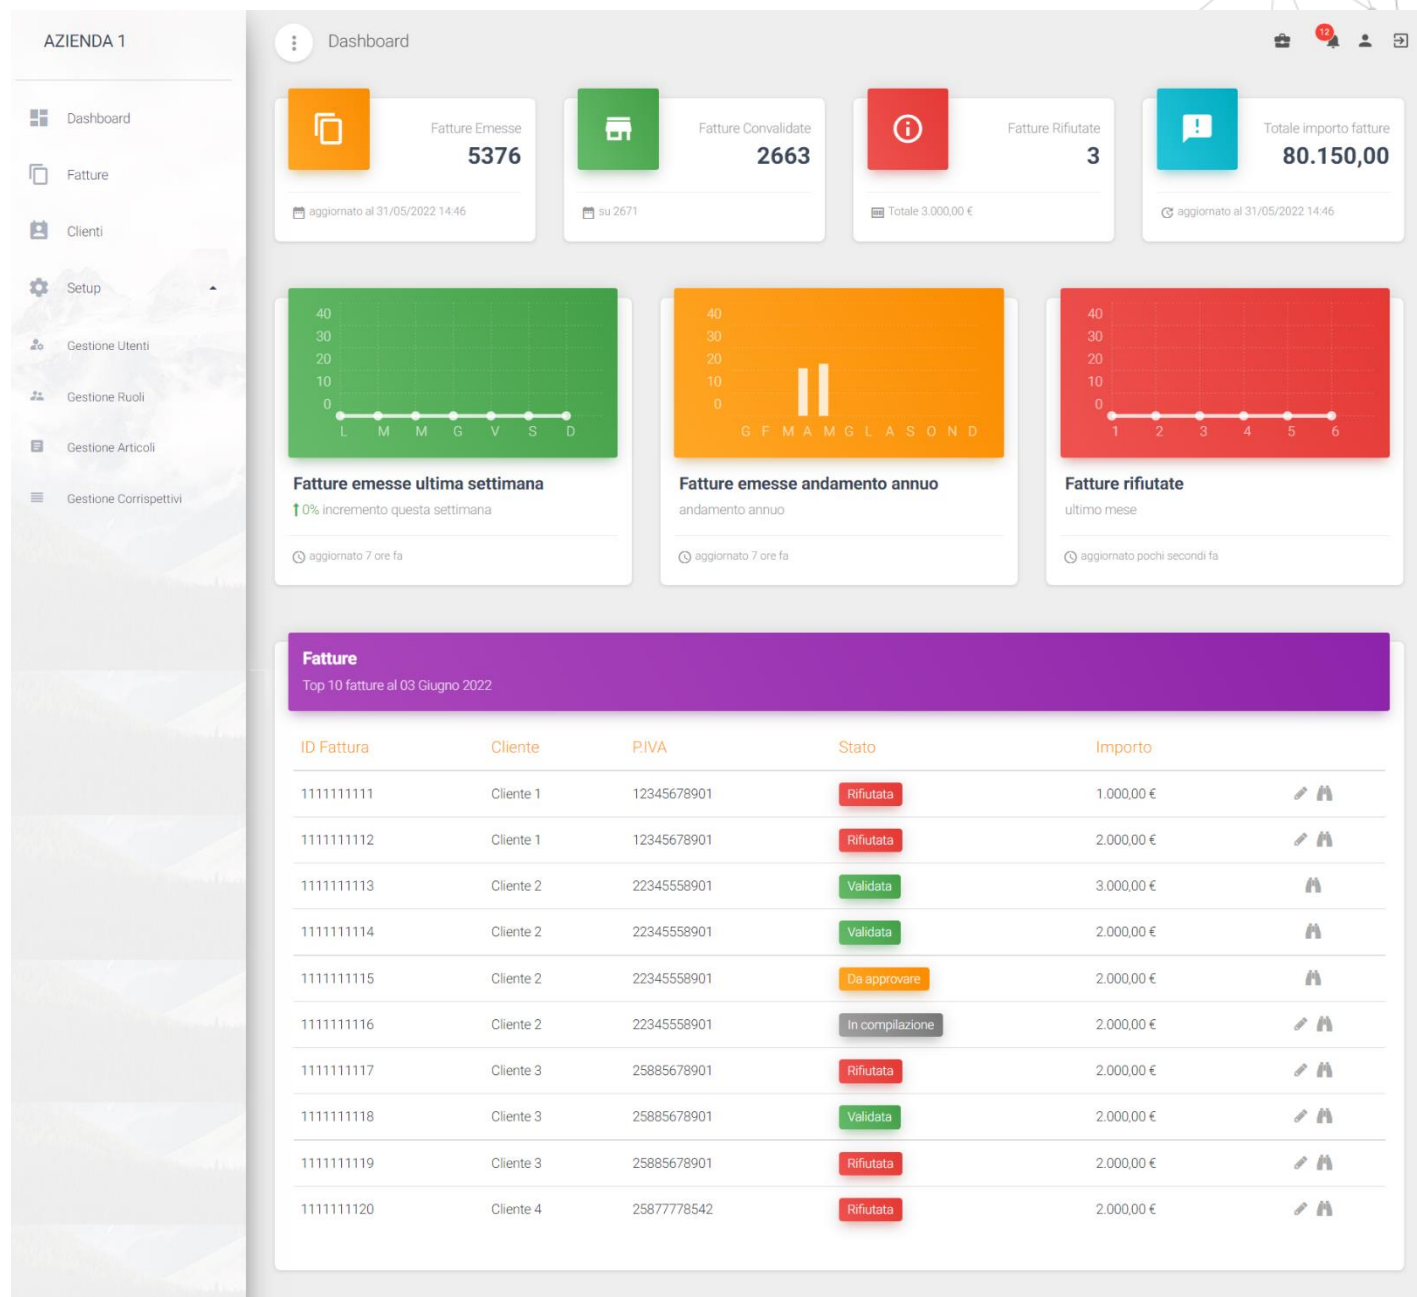 AZIENDA 1
Dashboard
12
Dashboard
Fatture
Clienti
Setup
Gestione Utenti
Gestione Ruoli
Gestione Articoli
Gestione Corrispettivi
Fatture Emesse
5376
aggiornato al 31/05/2022 14:46
Fatture Convalidate
2663
su 2671
Fatture Rifiutate
3
Totale 3.000,00 €
Totale importo fatture
80.150,00
aggiornato al 31/05/2022 14:46
40
30
20
10
0
L M M G V S D
Fatture emesse ultima settimana
0% incremento questa settimana
aggiornato 7 ore fa
40
30
20
10
0
G F M A M G L A S O N D
Fatture emesse andamento annuo
andamento annuo
aggiornato 7 ore fa
40
30
20
10
0
1 2 3 4 5 6
Fatture rifiutate
ultimo mese
aggiornato pochi secondi fa
Fatture
Top 10 fatture al 03 Giugno 2022
ID Fattura Cliente P.IVA Stato Importo
1111111111 Cliente 1 12345678901 Rifiutata 1.000,00 €
1111111112 Cliente 1 12345678901 Rifiutata 2.000,00 €
1111111113 Cliente 2 22345558901 Validata 3.000,00 €
1111111114 Cliente 2 22345558901 Validata 2.000,00 €
1111111115 Cliente 2 22345558901 Da approvare 2.000,00 €
1111111116 Cliente 2 22345558901 In compilazione 2.000,00 €
1111111117 Cliente 3 25885678901 Rifiutata 2.000,00 €
1111111118 Cliente 3 25885678901 Validata 2.000,00 €
1111111119 Cliente 3 25885678901 Rifiutata 2.000,00 €
1111111120 Cliente 4 25877778542 Rifiutata 2.000,00 €